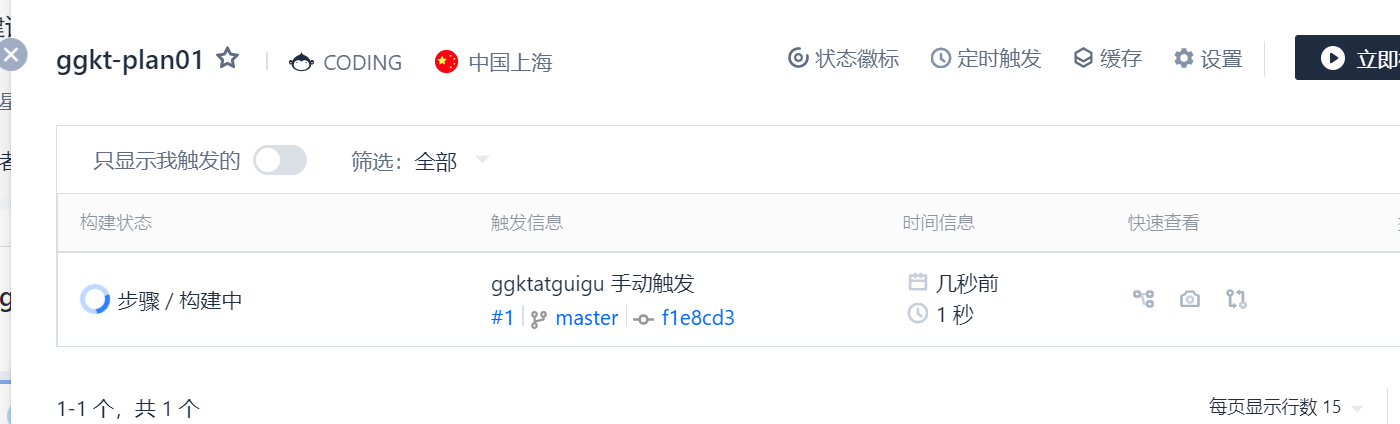 ggkt-plan01 CODING 中国上海 状态徽标 定时触发 缓存 设置 立即
只显示我触发的 筛选：全部
构建状态 触发信息 时间信息 快速查看
步骤 / 构建中
ggktatguigu 手动触发
#1 master f1e8cd3
几秒前
1 秒
1-1 个，共 1 个 每页显示行数 15